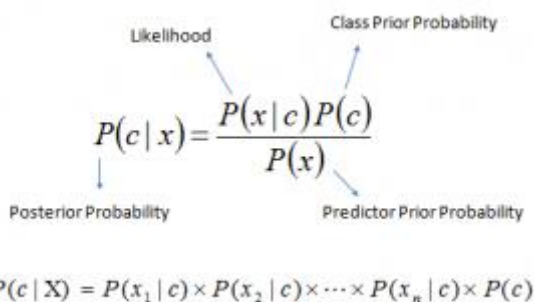 Likelihood
Class Prior Probability
P(c | x) = P(x | c)P(c) / P(x)
Posterior Probability
Predictor Prior Probability
P(c | X) = P(x₁ | c) × P(x₂ | c) × ⋯ × P(xₙ | c) × P(c)